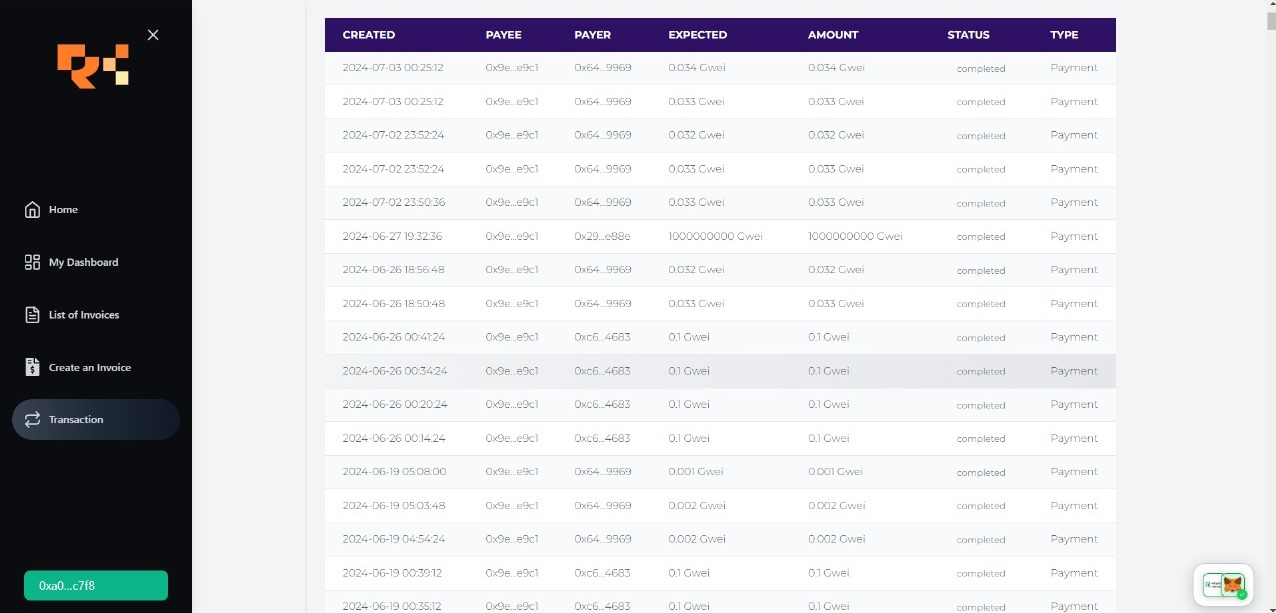 Home
My Dashboard
List of Invoices
Create an Invoice
Transaction
0xa0...c7f8
CREATED PAYEE PAYER EXPECTED AMOUNT STATUS TYPE
2024-07-03 00:25:12 0x9e...e9c1 0x64...9969 0.034 Gwei 0.034 Gwei completed Payment
2024-07-03 00:25:12 0x9e...e9c1 0x64...9969 0.033 Gwei 0.033 Gwei completed Payment
2024-07-02 23:52:24 0x9e...e9c1 0x64...9969 0.032 Gwei 0.032 Gwei completed Payment
2024-07-02 23:52:24 0x9e...e9c1 0x64...9969 0.033 Gwei 0.033 Gwei completed Payment
2024-07-02 23:50:36 0x9e...e9c1 0x64...9969 0.033 Gwei 0.033 Gwei completed Payment
2024-06-27 19:32:36 0x9e...e9c1 0x29...e88e 1000000000 Gwei 1000000000 Gwei completed Payment
2024-06-26 18:56:48 0x9e...e9c1 0x64...9969 0.032 Gwei 0.032 Gwei completed Payment
2024-06-26 18:50:48 0x9e...e9c1 0x64...9969 0.033 Gwei 0.033 Gwei completed Payment
2024-06-26 00:41:24 0x9e...e9c1 0xc6...4683 0.1 Gwei 0.1 Gwei completed Payment
2024-06-26 00:34:24 0x9e...e9c1 0xc6...4683 0.1 Gwei 0.1 Gwei completed Payment
2024-06-26 00:20:24 0x9e...e9c1 0xc6...4683 0.1 Gwei 0.1 Gwei completed Payment
2024-06-26 00:14:24 0x9e...e9c1 0xc6...4683 0.1 Gwei 0.1 Gwei completed Payment
2024-06-19 05:08:00 0x9e...e9c1 0x64...9969 0.001 Gwei 0.001 Gwei completed Payment
2024-06-19 05:03:48 0x9e...e9c1 0x64...9969 0.002 Gwei 0.002 Gwei completed Payment
2024-06-19 04:54:24 0x9e...e9c1 0x64...9969 0.002 Gwei 0.002 Gwei completed Payment
2024-06-19 00:39:12 0x9e...e9c1 0xc6...4683 0.1 Gwei 0.1 Gwei completed Payment
2024-06-19 00:35:12 0x9e...e9c1 0xc6...4683 0.1 Gwei 0.1 Gwei completed Payment